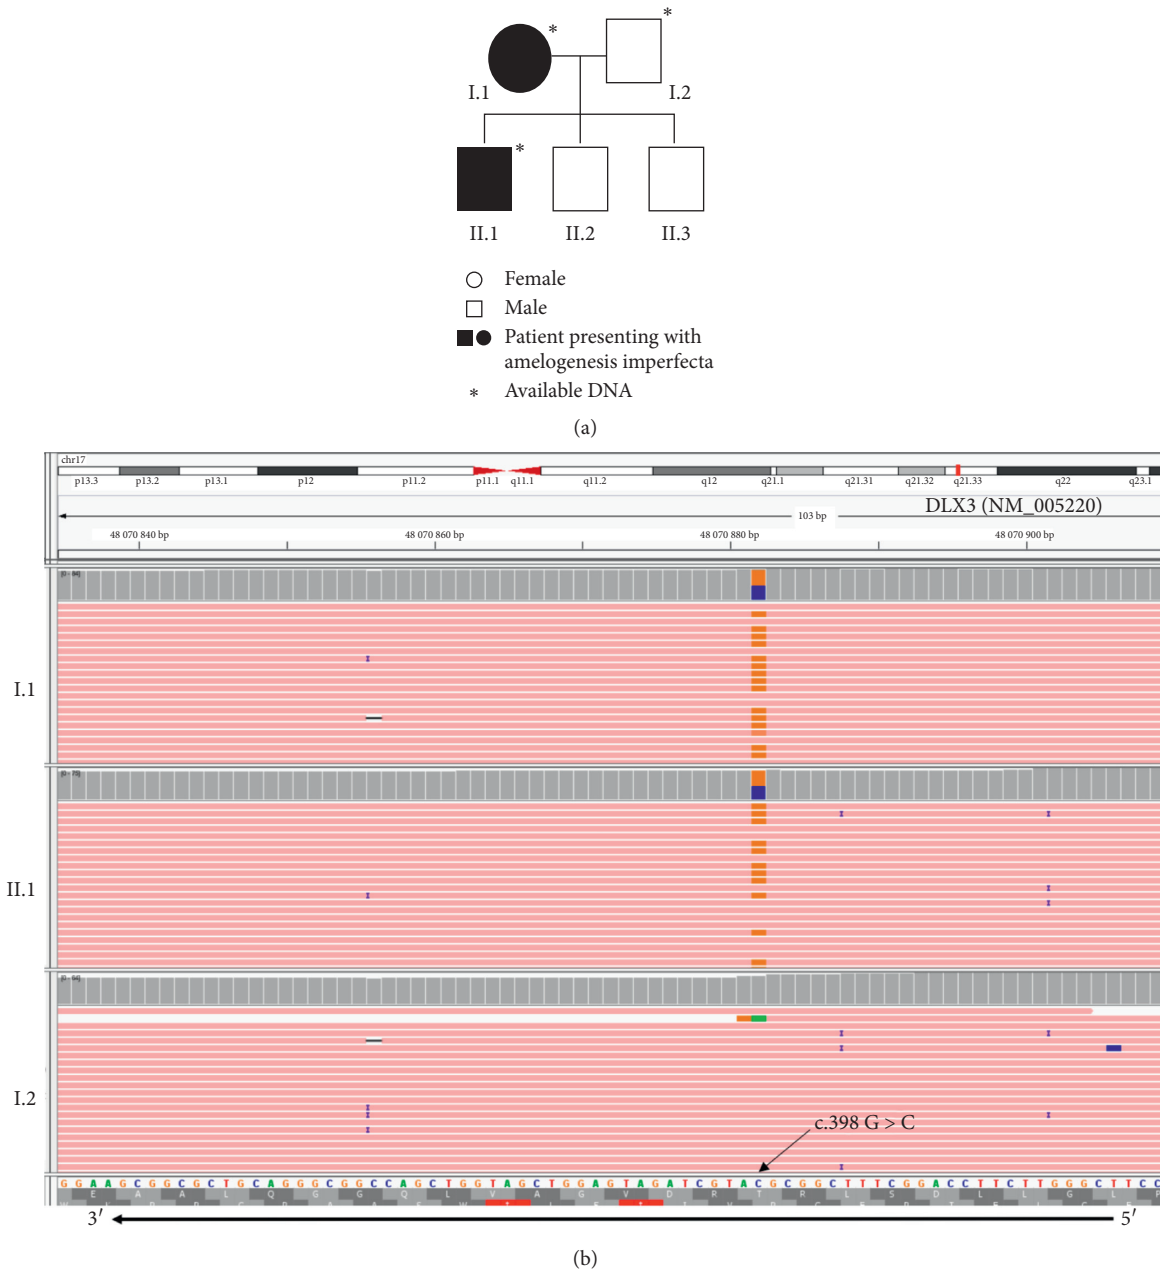 *
*
I.1
I.2
*
II.1
II.2
II.3
Female
Male
Patient presenting with
amelogenesis imperfecta
* Available DNA
(a)
chr17
p13.3 p13.2 p13.1 p12 p11.2 p11.1 q11.1 q11.2 q12 q21.1 q21.31 q21.32 q21.33 q22 q23.1
DLX3 (NM_005220)
103 bp
48 070 840 bp 48 070 860 bp 48 070 880 bp 48 070 900 bp
I.1
II.1
I.2
c.398 G > C
G G A A G C G G C G C T G C A G G G C G G C C A G C T G G T A G C T G G A G T A G A T C G T A C G C G G C T T T C G G A C C T T C T T G G G C T T C C
E A A L Q G G Q L V A G V D R T R L S D L L G L P
3′ 5′
(b)